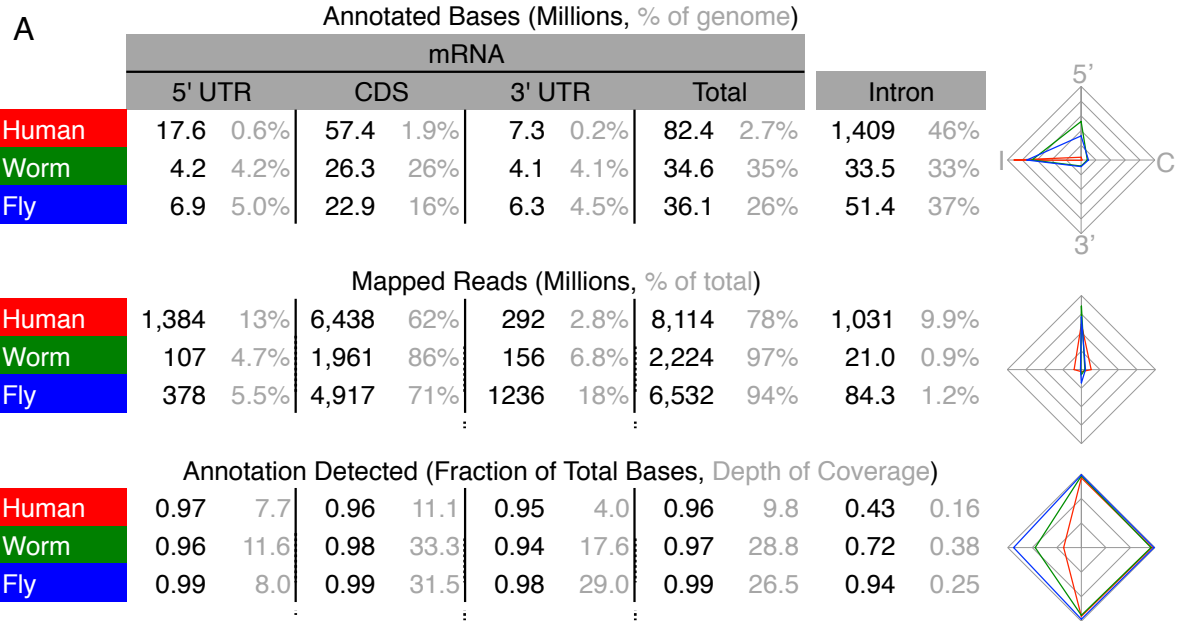 A
Annotated Bases (Millions, % of genome)
mRNA
5' UTR CDS 3' UTR Total Intron
Human 17.6 0.6% 57.4 1.9% 7.3 0.2% 82.4 2.7% 1,409 46%
Worm 4.2 4.2% 26.3 26% 4.1 4.1% 34.6 35% 33.5 33%
Fly 6.9 5.0% 22.9 16% 6.3 4.5% 36.1 26% 51.4 37%
5’
I C
3’
Mapped Reads (Millions, % of total)
Human 1,384 13% 6,438 62% 292 2.8% 8,114 78% 1,031 9.9%
Worm 107 4.7% 1,961 86% 156 6.8% 2,224 97% 21.0 0.9%
Fly 378 5.5% 4,917 71% 1236 18% 6,532 94% 84.3 1.2%
Annotation Detected (Fraction of Total Bases, Depth of Coverage)
Human 0.97 7.7 0.96 11.1 0.95 4.0 0.96 9.8 0.43 0.16
Worm 0.96 11.6 0.98 33.3 0.94 17.6 0.97 28.8 0.72 0.38
Fly 0.99 8.0 0.99 31.5 0.98 29.0 0.99 26.5 0.94 0.25